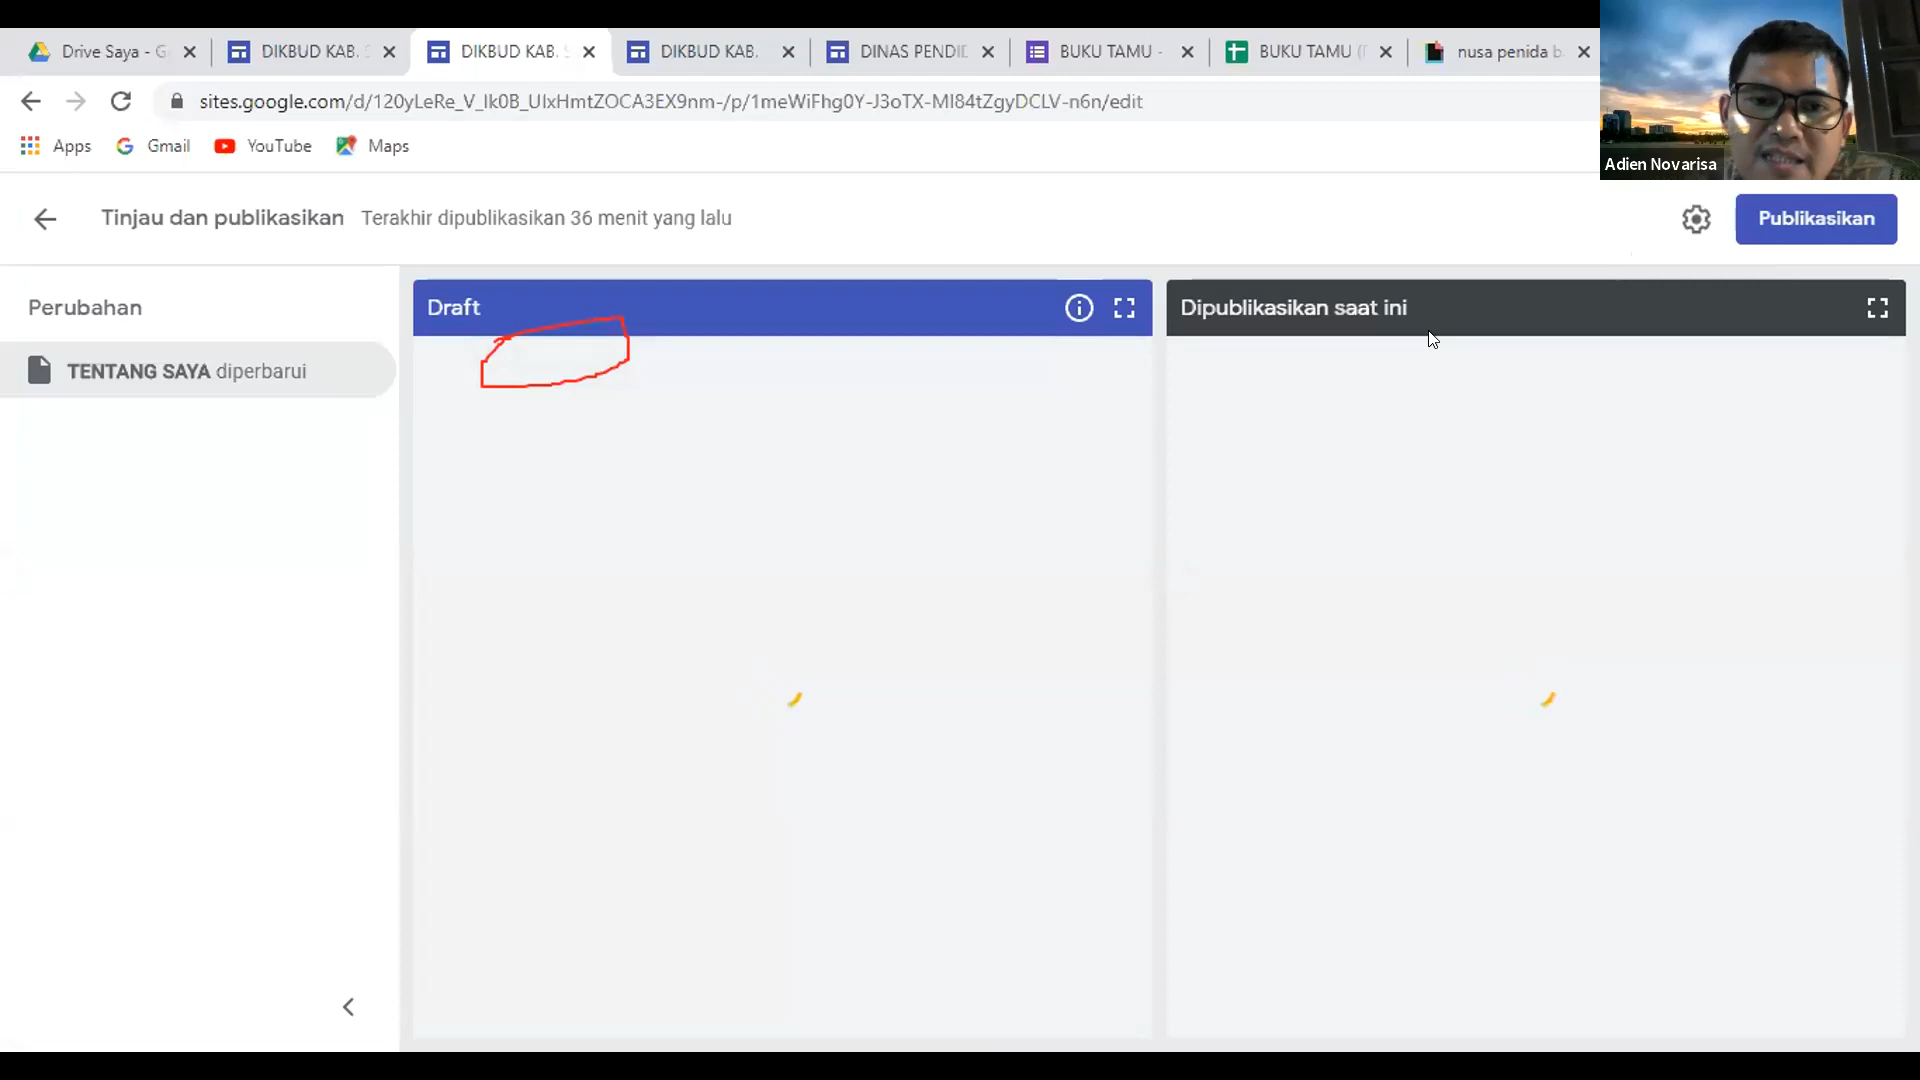 Drive Saya - G
DIKBUD KAB.
DIKBUD KAB.
DIKBUD KAB.
DINAS PENDID
BUKU TAMU -
BUKU TAMU (
nusa penida b
sites.google.com/d/120yLeRe_V_Ik0B_UIxHmtZOCA3EX9nm-/p/1meWiFhg0Y-J3oTX-MI84tZgyDCLV-n6n/edit
Apps
Gmail
YouTube
Maps
Adien Novarisa
Tinjau dan publikasikan
Terakhir dipublikasikan 36 menit yang lalu
Publikasikan
Perubahan
TENTANG SAYA diperbarui
Draft
Dipublikasikan saat ini